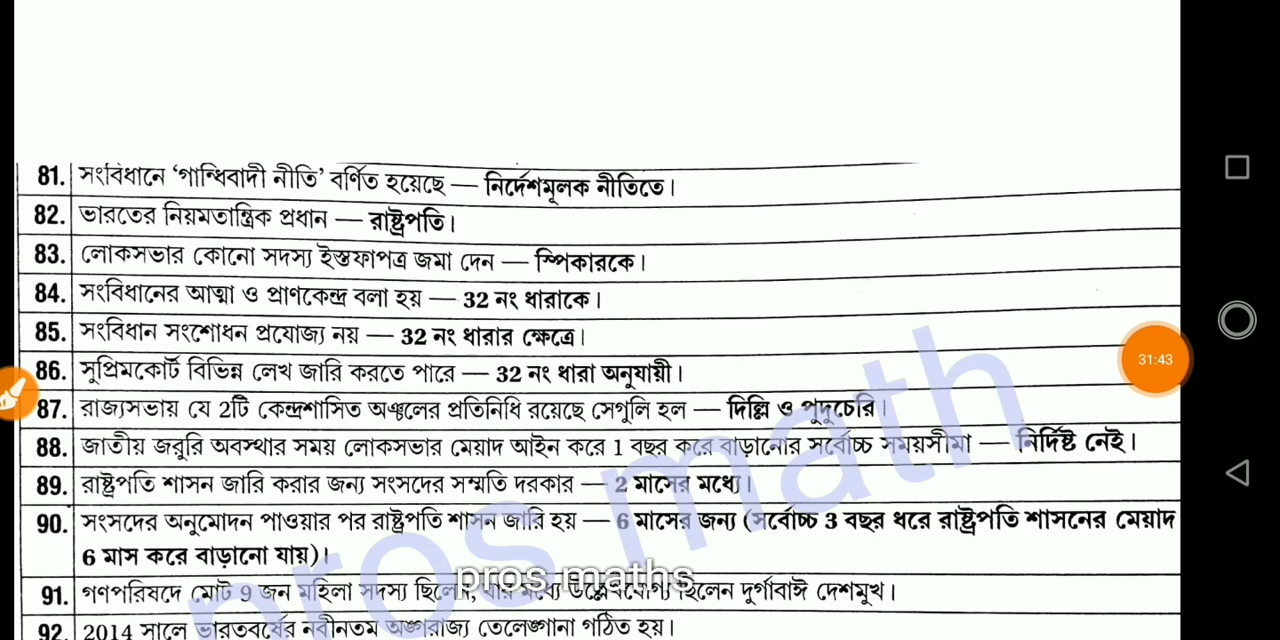 81. সংবিধানে ‘গান্ধিবাদী নীতি’ বর্ণিত হয়েছে — নির্দেশমূলক নীতিতে।
82. ভারতের নিয়মতান্ত্রিক প্রধান — রাষ্ট্রপতি।
83. লোকসভার কোনো সদস্য ইস্তফাপত্র জমা দেন — স্পিকারকে।
84. সংবিধানের আত্মা ও প্রাণকেন্দ্র বলা হয় — 32 নং ধারাকে।
85. সংবিধান সংশোধন প্রযোজ্য নয় — 32 নং ধারার ক্ষেত্রে।
31:43
86. সুপ্রিমকোর্ট বিভিন্ন লেখ জারি করতে পারে — 32 নং ধারা অনুযায়ী।
87. রাজ্যসভায় যে 2টি কেন্দ্রশাসিত অঞ্চলের প্রতিনিধি রয়েছে সেগুলি হল — দিল্লি ও পুদুচেরি।
88. জাতীয় জরুরি অবস্থার সময় লোকসভার মেয়াদ আইন করে 1 বছর করে বাড়ানোর সর্বোচ্চ সময়সীমা — নির্দিষ্ট নেই।
89. রাষ্ট্রপতি শাসন জারি করার জন্য সংসদের সম্মতি দরকার — 2 মাসের মধ্যে।
90. সংসদের অনুমোদন পাওয়ার পর রাষ্ট্রপতি শাসন জারি হয় — 6 মাসের জন্য (সর্বোচ্চ 3 বছর ধরে রাষ্ট্রপতি শাসনের মেয়াদ
6 মাস করে বাড়ানো যায়)।
pros maths
91. গণপরিষদে মোট 9 জন মহিলা সদস্য ছিলেন, যার মধ্যে উল্লেখযোগ্য ছিলেন দুর্গাবাঈ দেশমুখ।
92. 2014 সালে ভারতবর্ষের নবীনতম অঙ্গরাজ্য তেলেঙ্গানা গঠিত হয়।
pros math